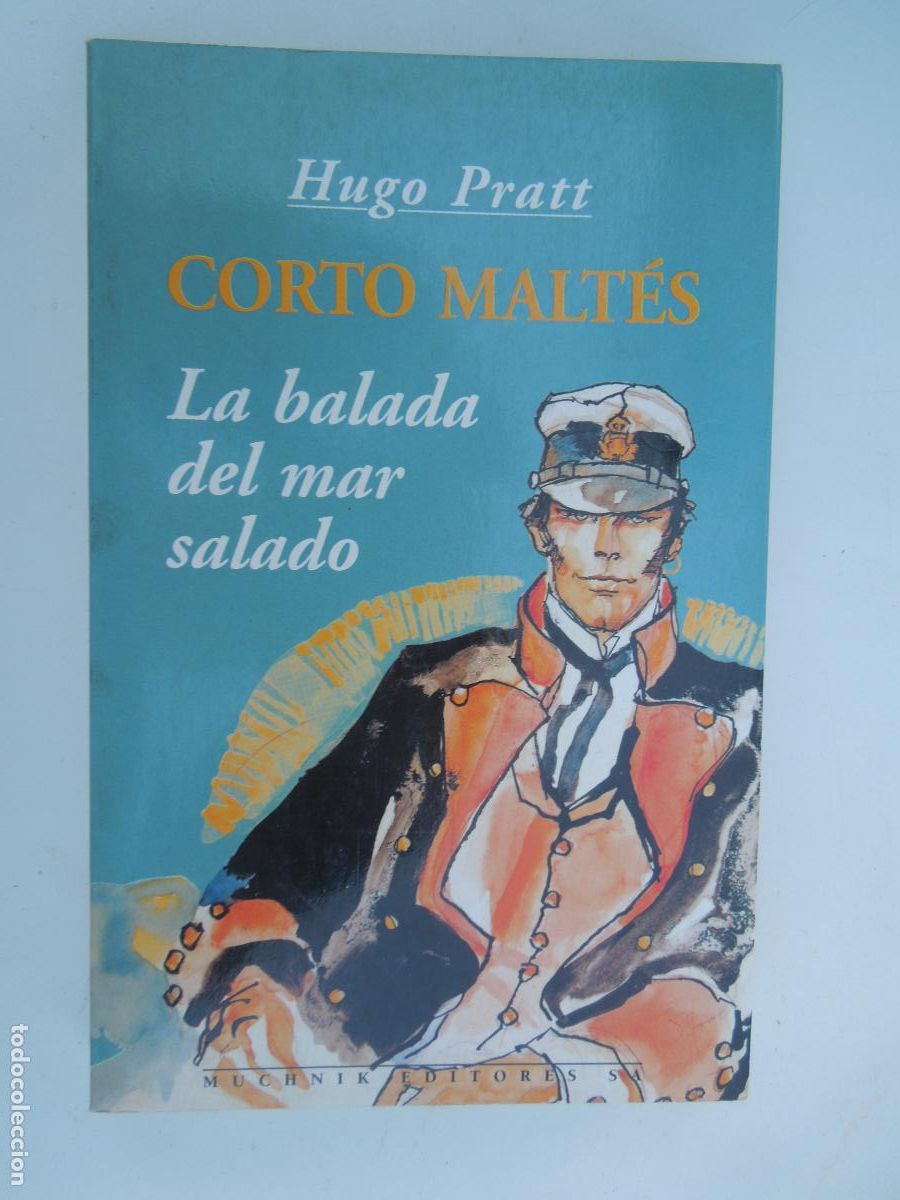 Hugo Pratt
CORTO MALTÉS
La balada
del mar
salado
MUCHNIK EDITORES SA
todocoleccion